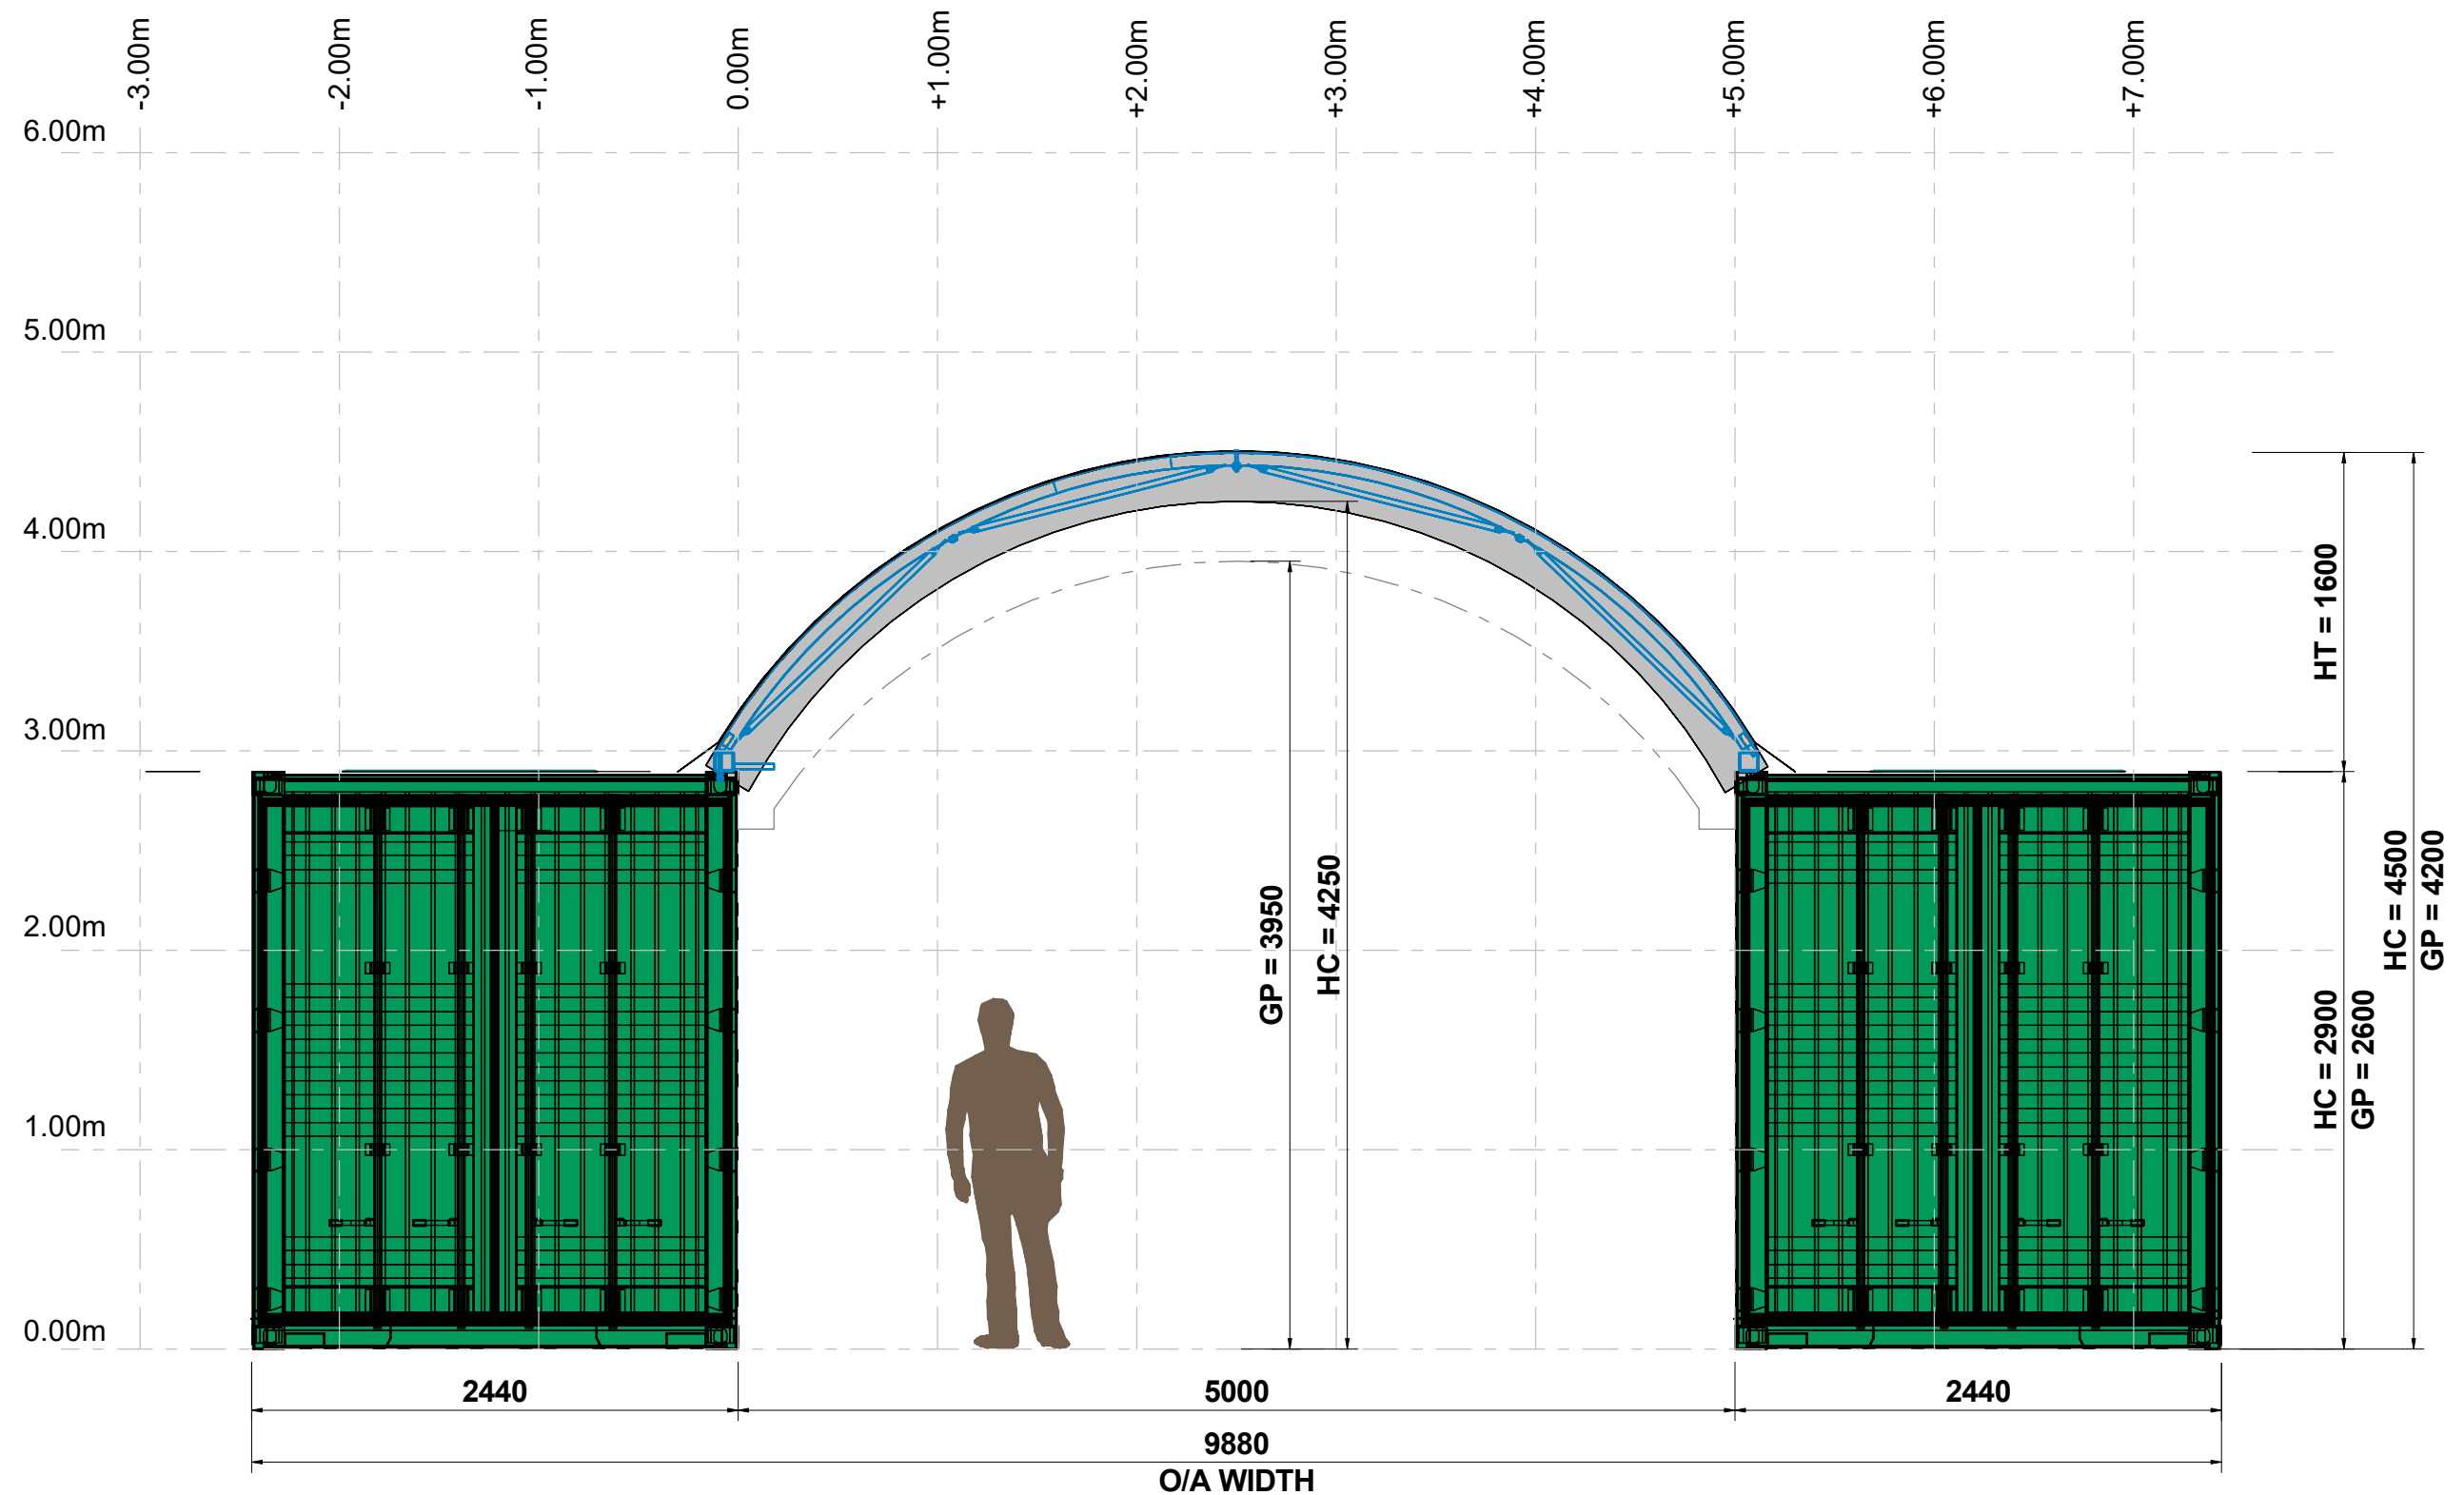 -3.00m
-2.00m
-1.00m
0.00m
+1.00m
+2.00m
+3.00m
+4.00m
+5.00m
+6.00m
+7.00m
6.00m
5.00m
4.00m
3.00m
2.00m
1.00m
0.00m
GP = 3950
HC = 4250
HT = 1600
HC = 2900
GP = 2600
HC = 4500
GP = 4200
2440
5000
2440
9880
O/A WIDTH